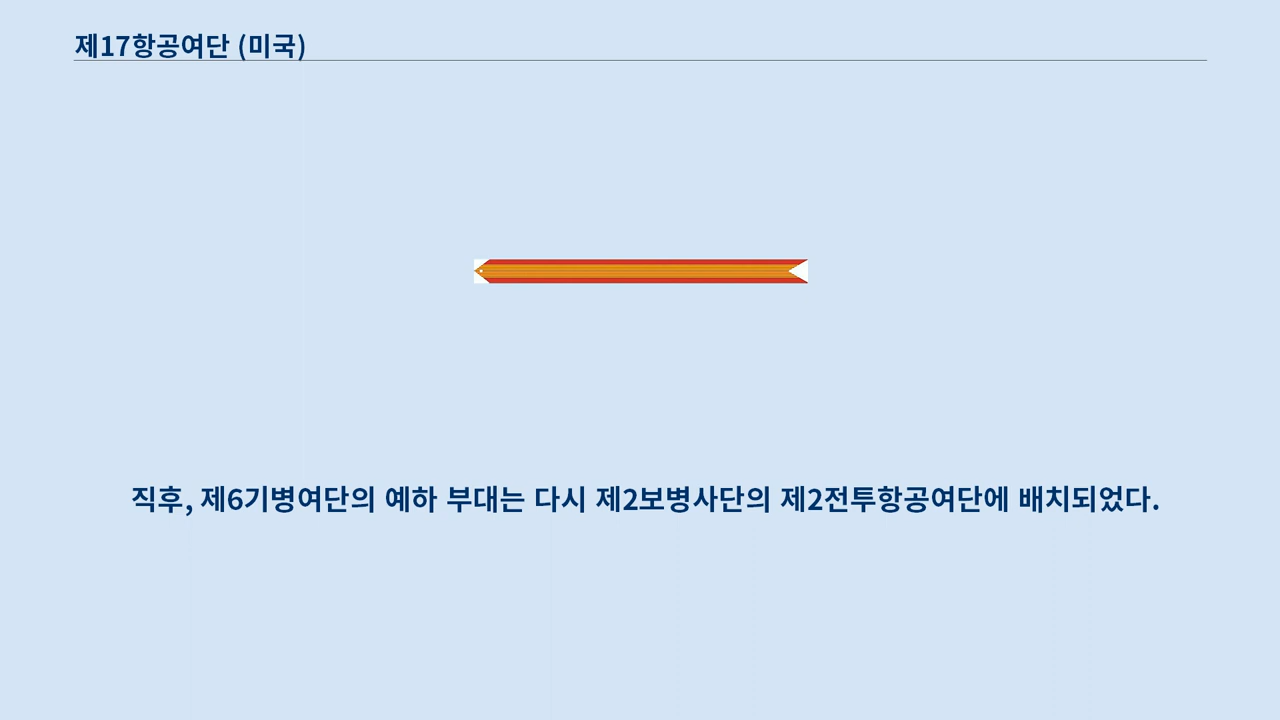 제17항공여단 (미국)
직후, 제6기병여단의 예하 부대는 다시 제2보병사단의 제2전투항공여단에 배치되었다.